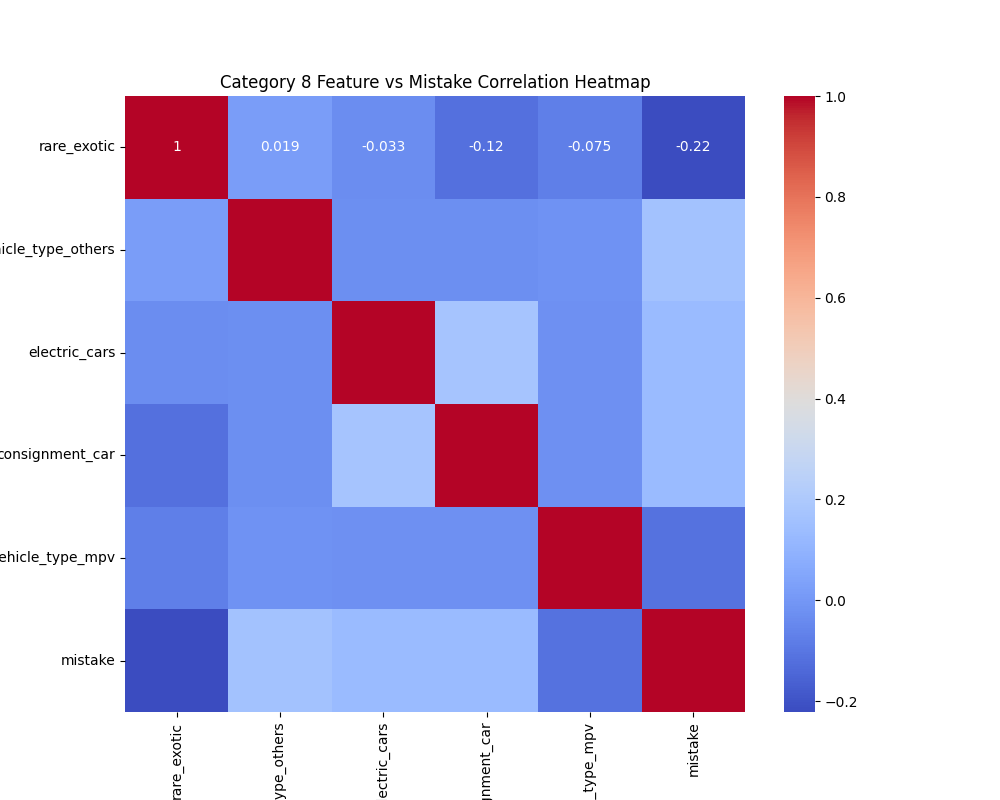 Category 8 Feature vs Mistake Correlation Heatmap
rare_exotic
1
0.019
-0.033
-0.12
-0.075
-0.22
icle_type_others
electric_cars
consignment_car
ehicle_type_mpv
mistake
rare_exotic
ype_others
ectric_cars
gnment_car
_type_mpv
mistake
1.0
0.8
0.6
0.4
0.2
0.0
−0.2